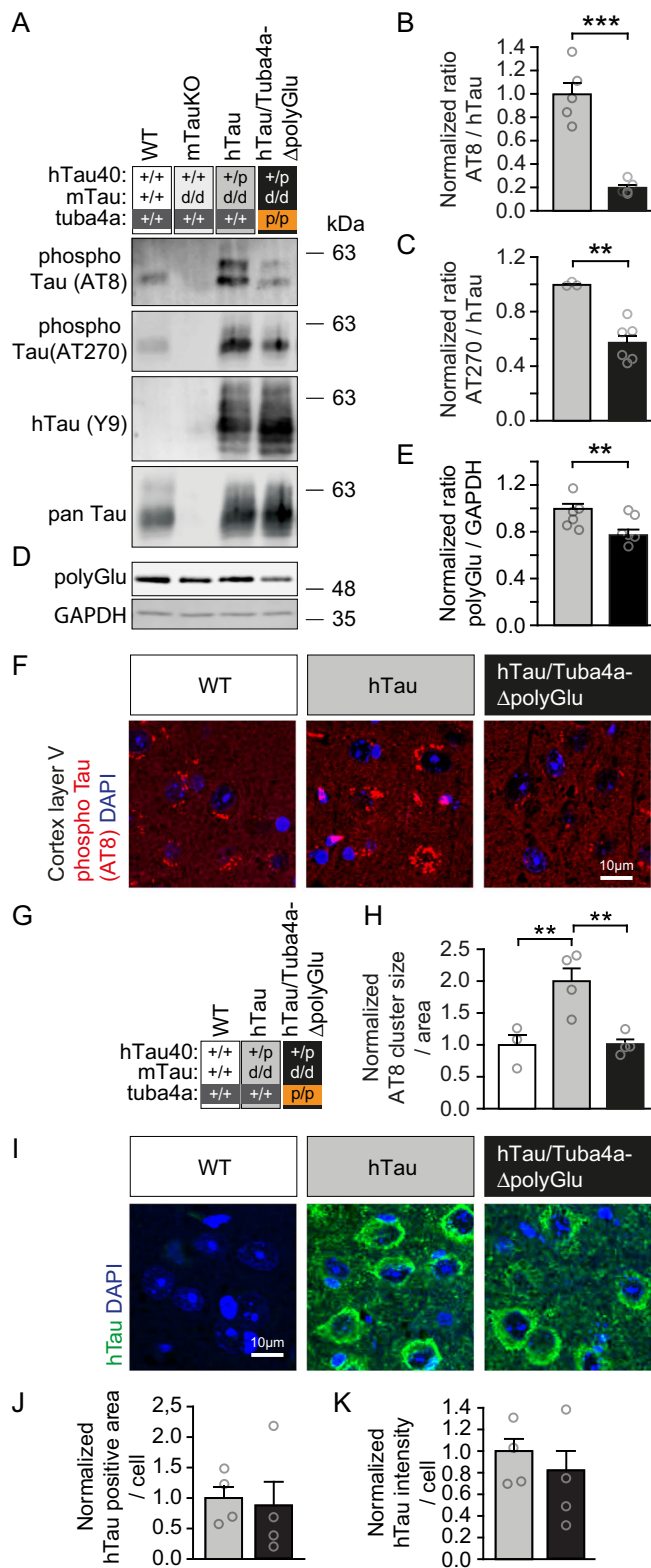 A
WT
mTauKO
hTau
hTau/Tuba4a-
ΔpolyGlu
hTau40: +/+ +/+ +/p +/p
mTau: +/+ d/d d/d d/d
tuba4a: +/+ +/+ +/+ p/p
kDa
phospho
Tau (AT8)
63
phospho
Tau(AT270)
63
hTau (Y9)
63
pan Tau
63
D
polyGlu
48
GAPDH
35
B
Normalized ratio
AT8 / hTau
***
1.4
1.2
1.0
0.8
0.6
0.4
0.2
0.0
C
Normalized ratio
AT270 / hTau
**
1
0.8
0.4
0.0
E
Normalized ratio
polyGlu / GAPDH
**
1.2
0.8
0.4
0.0
F
WT
hTau
hTau/Tuba4a-
ΔpolyGlu
Cortex layer V
phospho Tau
(AT8) DAPI
10µm
G
WT
hTau
hTau/Tuba4a-
ΔpolyGlu
hTau40: +/+ +/p +/p
mTau: +/+ d/d d/d
tuba4a: +/+ +/+ p/p
H
Normalized
AT8 cluster size
/ area
** **
2.5
2.0
1.5
1.0
0.5
0.0
I
WT
hTau
hTau/Tuba4a-
ΔpolyGlu
hTau DAPI
10µm
J
Normalized
hTau positive area
/ cell
2,5
2.0
1.5
1.0
0.5
0.0
K
Normalized
hTau intensity
/ cell
1.4
1.2
1.0
0.8
0.6
0.4
0.2
0.0